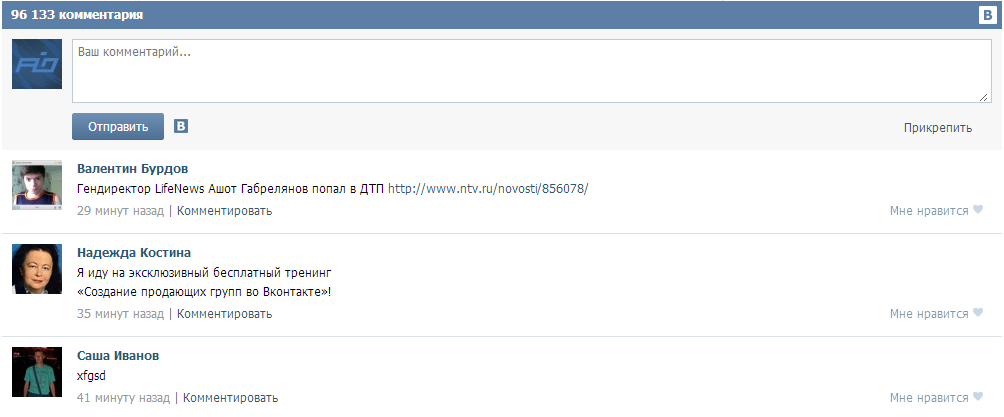 96 133 комментария
B
Ваш комментарий...
Отправить B
Прикрепить
Валентин Бурдов
Гендиректор LifeNews Ашот Габрелянов попал в ДТП http://www.ntv.ru/novosti/856078/
29 минут назад | Комментировать
Мне нравится
Надежда Костина
Я иду на эксклюзивный бесплатный тренинг
«Создание продающих групп во Вконтакте»!
35 минут назад | Комментировать
Мне нравится
Саша Иванов
xfgsd
41 минуту назад | Комментировать
Мне нравится